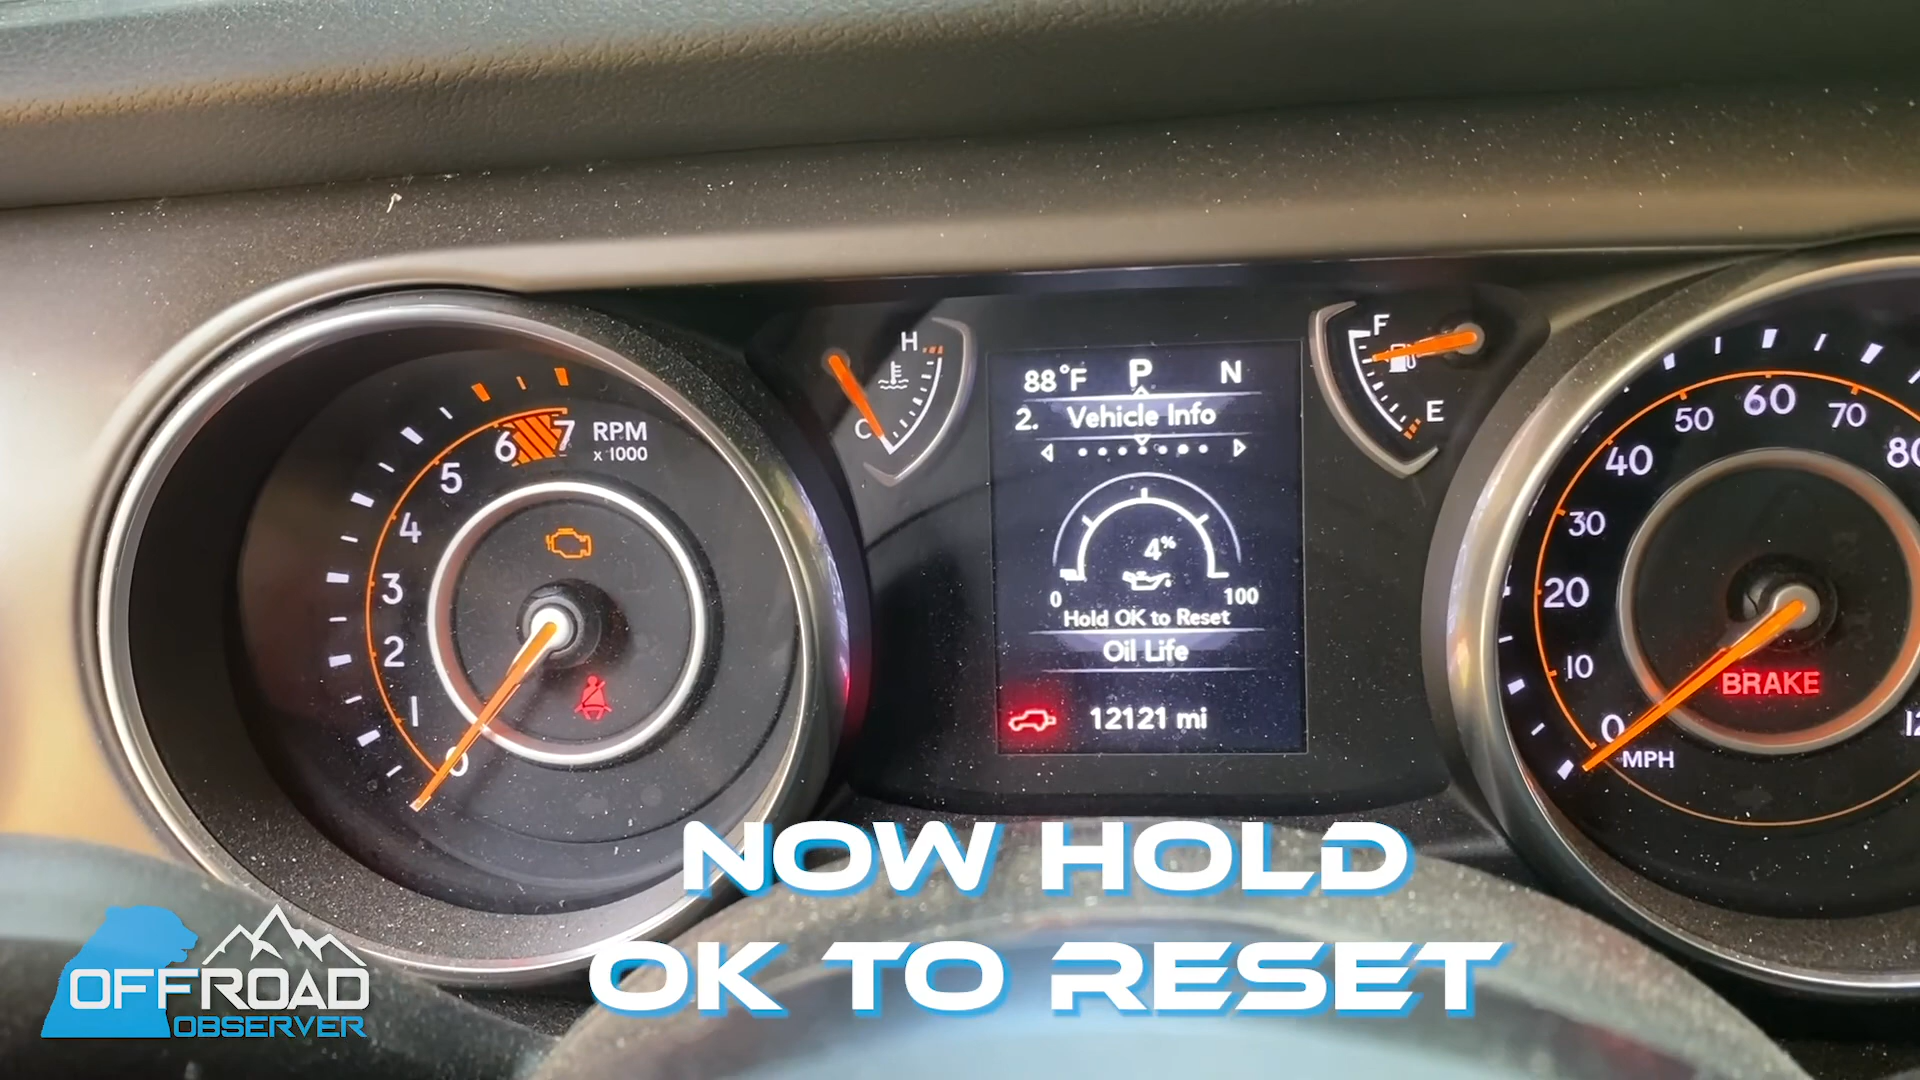 H
C
F
E
88°F P N
2. Vehicle Info
4%
0 100
Hold OK to Reset
Oil Life
12121 mi
RPM
x 1000
0 1 2 3 4 5 6 7
0 10 20 30 40 50 60 70 80
MPH
BRAKE
NOW HOLD
OK TO RESET
OFFROAD
OBSERVER